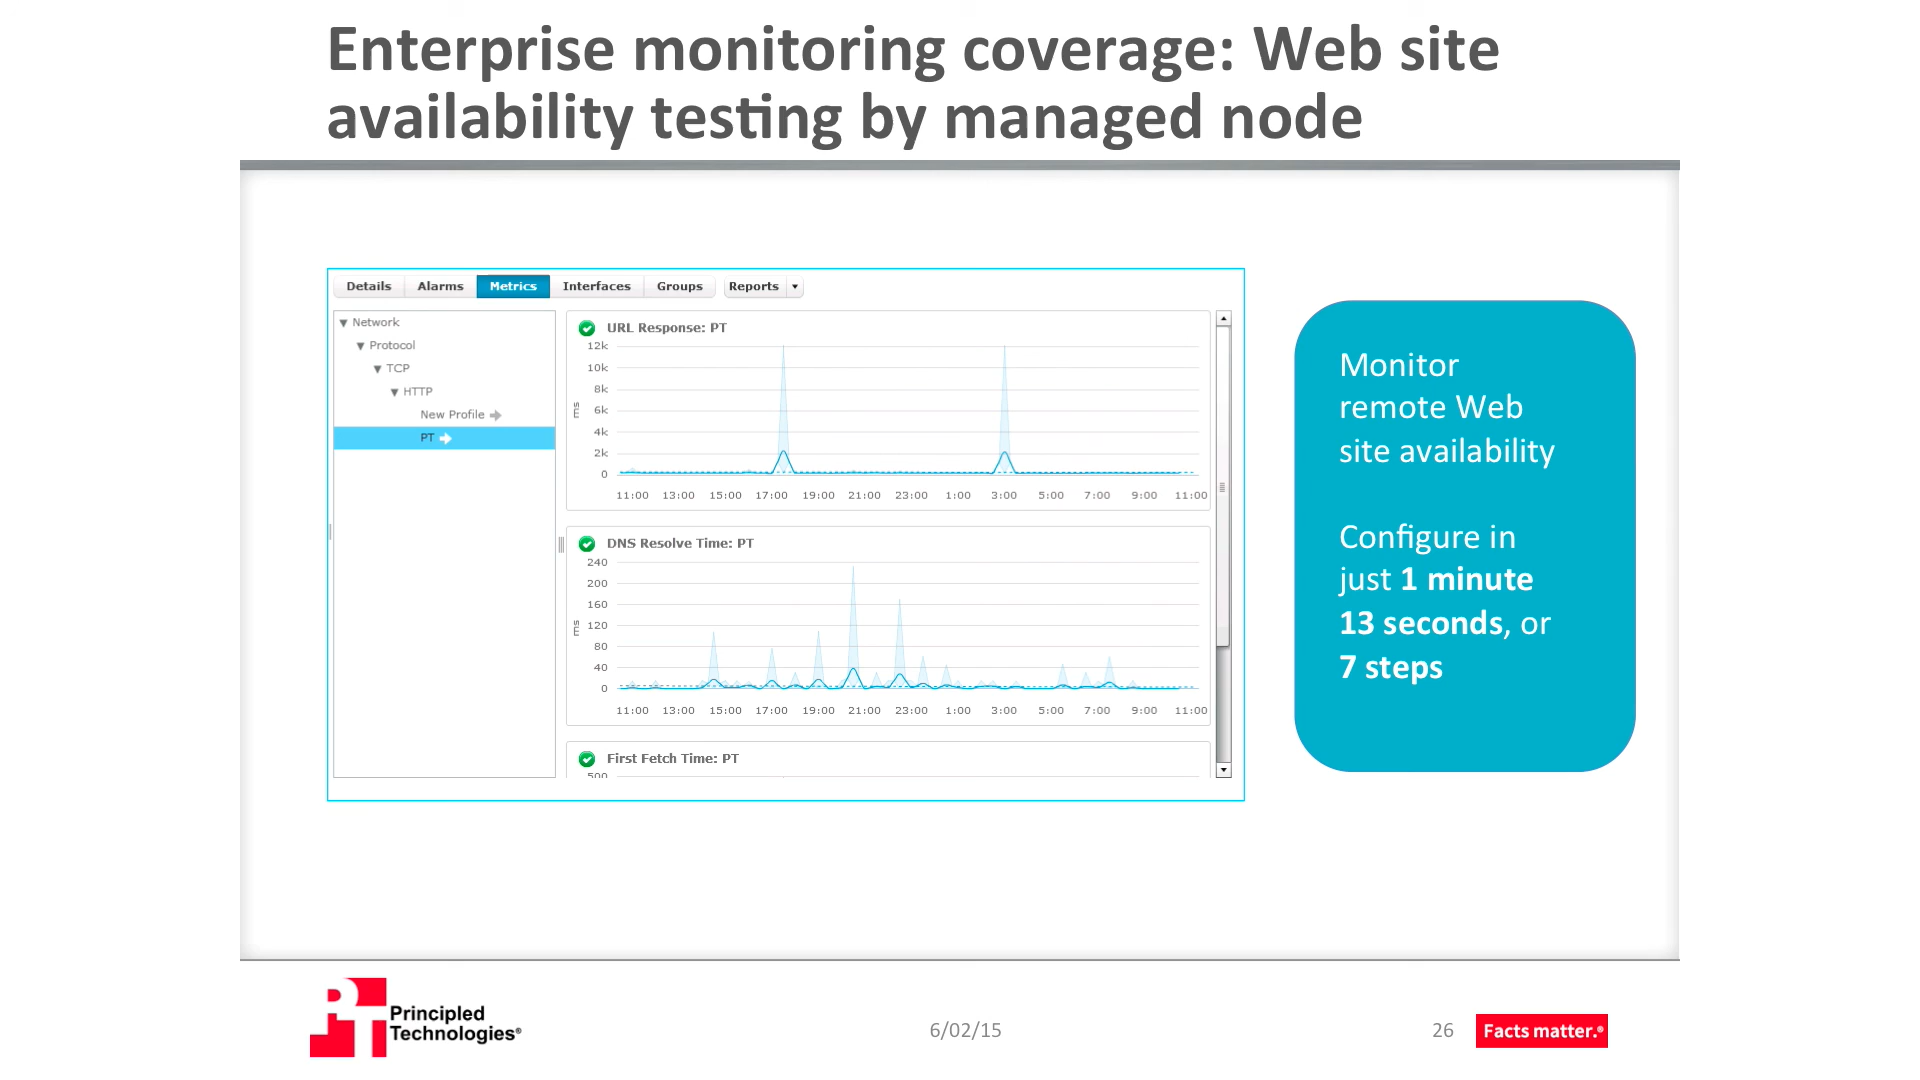 Enterprise monitoring coverage: Web site
availability testing by managed node
Details Alarms Metrics Interfaces Groups Reports
Network
Protocol
TCP
HTTP
New Profile
PT
URL Response: PT
12k
10k
8k
6k
4k
2k
0
ms
11:00 13:00 15:00 17:00 19:00 21:00 23:00 1:00 3:00 5:00 7:00 9:00 11:00
DNS Resolve Time: PT
240
200
160
120
80
40
0
ms
11:00 13:00 15:00 17:00 19:00 21:00 23:00 1:00 3:00 5:00 7:00 9:00 11:00
First Fetch Time: PT
500
Monitor
remote Web
site availability
Configure in
just 1 minute
13 seconds, or
7 steps
PT
Principled
Technologies®
6/02/15
26
Facts matter.®